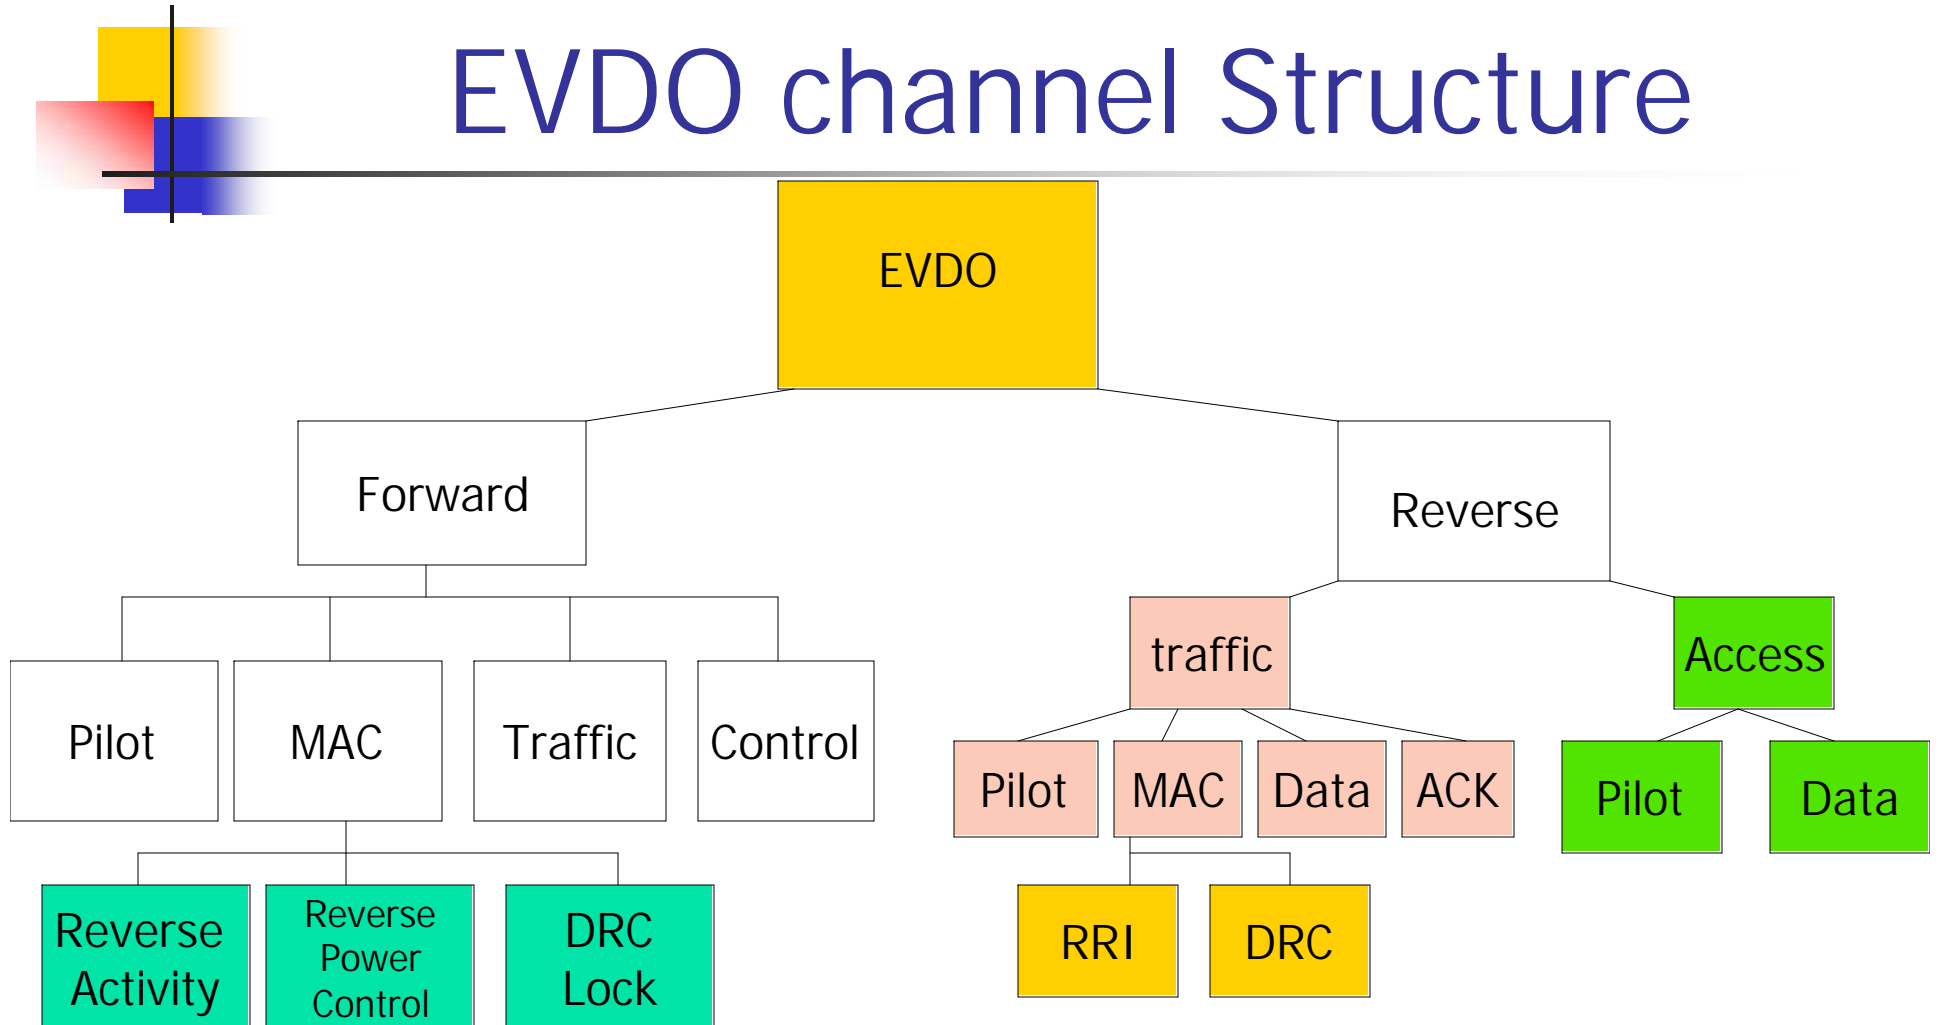 EVDO channel Structure
EVDO
Forward
Reverse
traffic
Access
Pilot
MAC
Traffic
Control
Pilot
MAC
Data
ACK
Pilot
Data
Reverse
Activity
Reverse
Power
Control
DRC
Lock
RRI
DRC